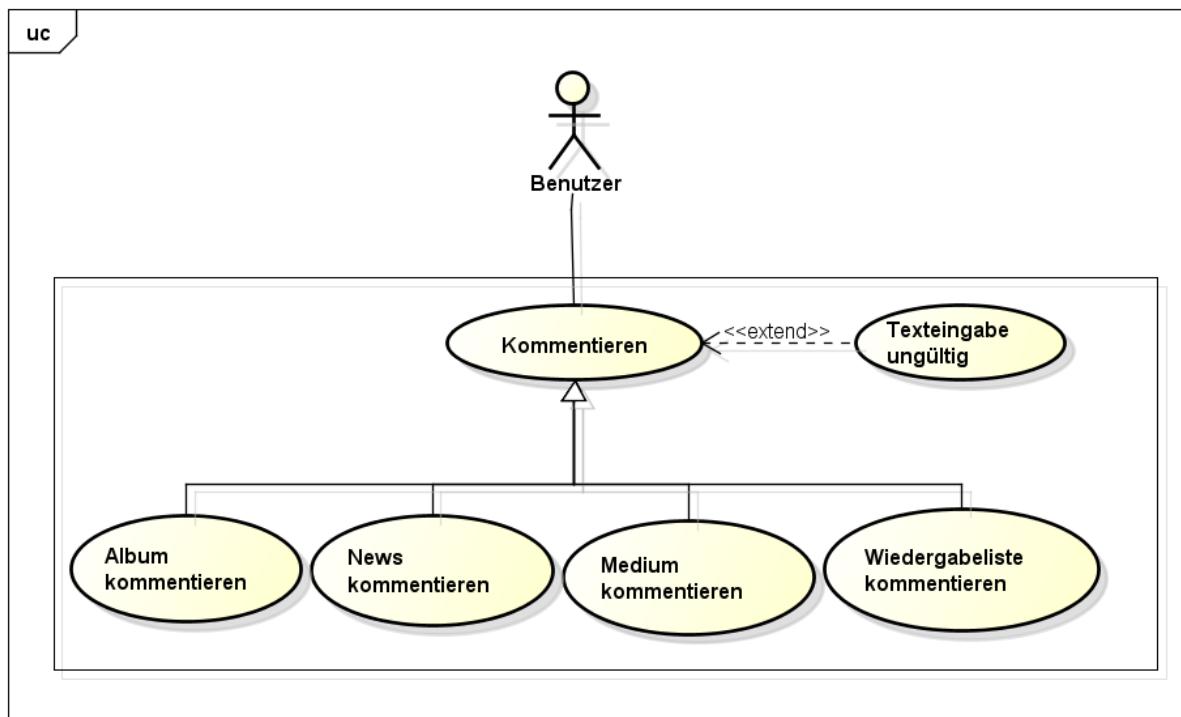 uc
Benutzer
Kommentieren
<<extend>>
Texteingabe
ungültig
Album
kommentieren
News
kommentieren
Medium
kommentieren
Wiedergabeliste
kommentieren